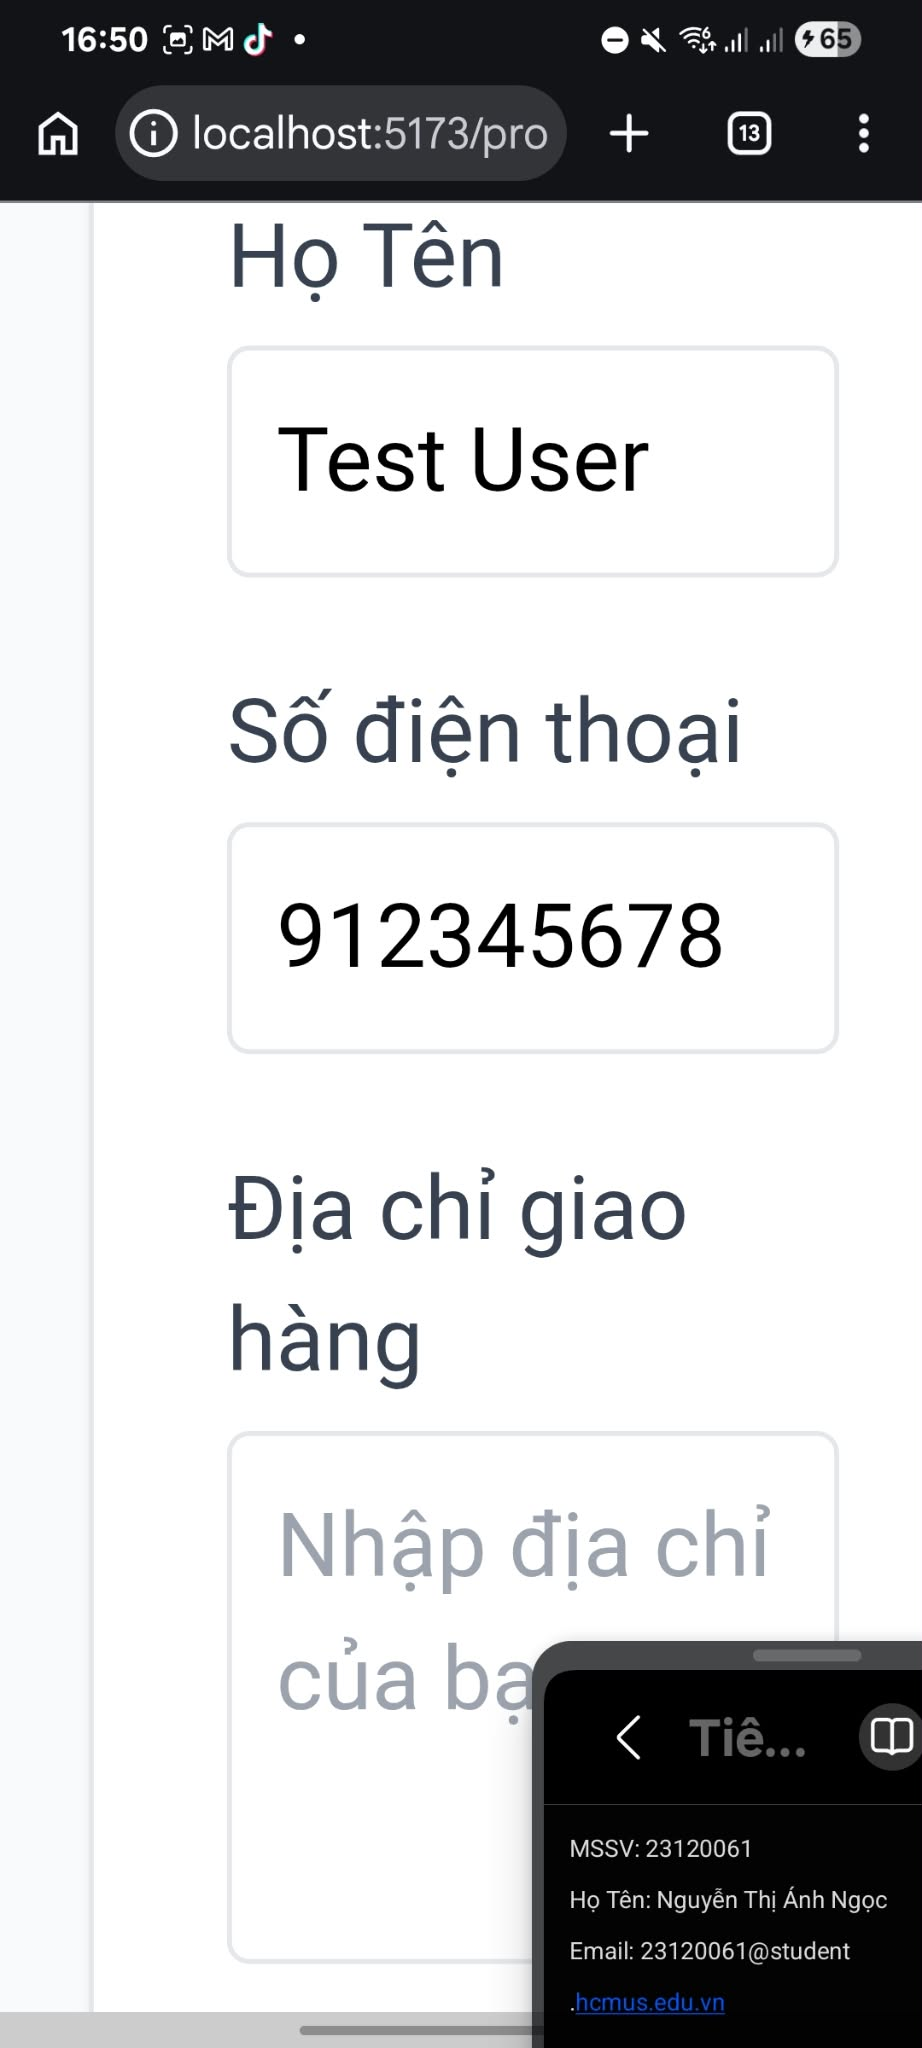 16:50
65
localhost:5173/pro
13
Họ Tên
Test User
Số điện thoại
912345678
Địa chỉ giao
hàng
Nhập địa chỉ
của bạ
Tiê...
MSSV: 23120061
Họ Tên: Nguyễn Thị Ánh Ngọc
Email: 23120061@student
.hcmus.edu.vn